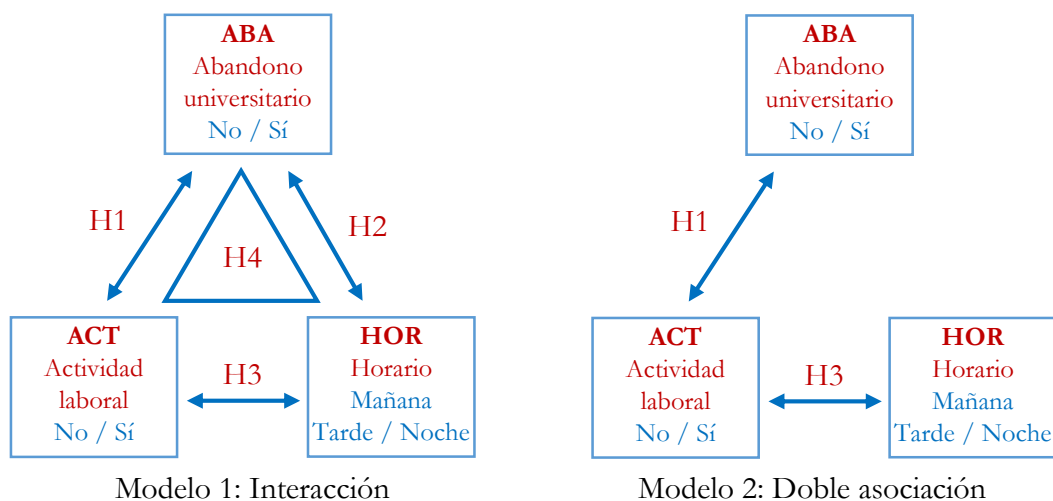 ABA
Abandono
universitario
No / Sí
H1
H2
H4
ACT
Actividad
laboral
No / Sí
H3
HOR
Horario
Mañana
Tarde / Noche
Modelo 1: Interacción
ABA
Abandono
universitario
No / Sí
H1
ACT
Actividad
laboral
No / Sí
H3
HOR
Horario
Mañana
Tarde / Noche
Modelo 2: Doble asociación